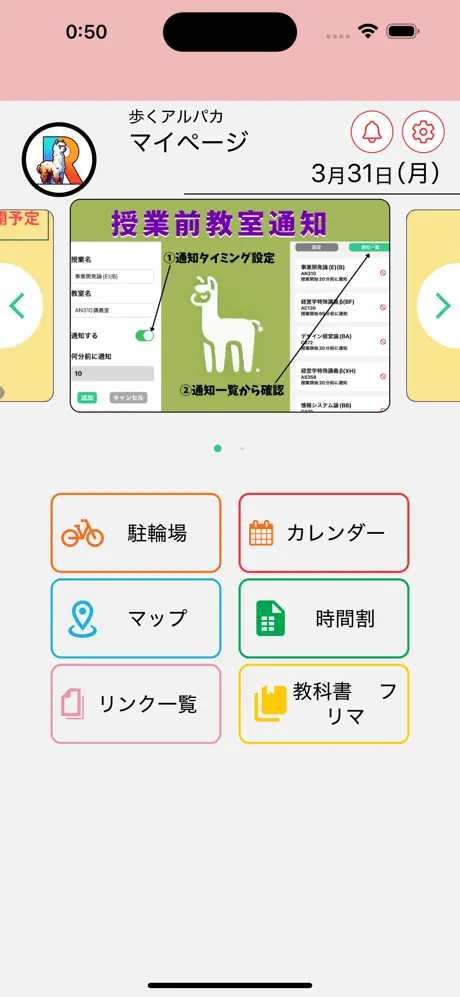 0:50
歩くアルパカ
マイページ
3月31日(月)
開予定
授業前教室通知
①通知タイミング設定
設定
通知一覧
授業名
事業開発論(E)(B)
教室名
AN310講義室
通知する
何分前に通知
10
追加
キャンセル
事業開発論(E)(B)
AN310
授業開始20分前に通知
経営学特殊講義β(BF)
AC130
授業開始60分前に通知
デザイン経営論(BA)
授業開始20分前に通知
経営学特殊講義β(XH)
AS358
授業開始20分前に通知
情報システム論(BB)
②通知一覧から確認
駐輪場
カレンダー
マップ
時間割
リンク一覧
教科書 フ
リマ